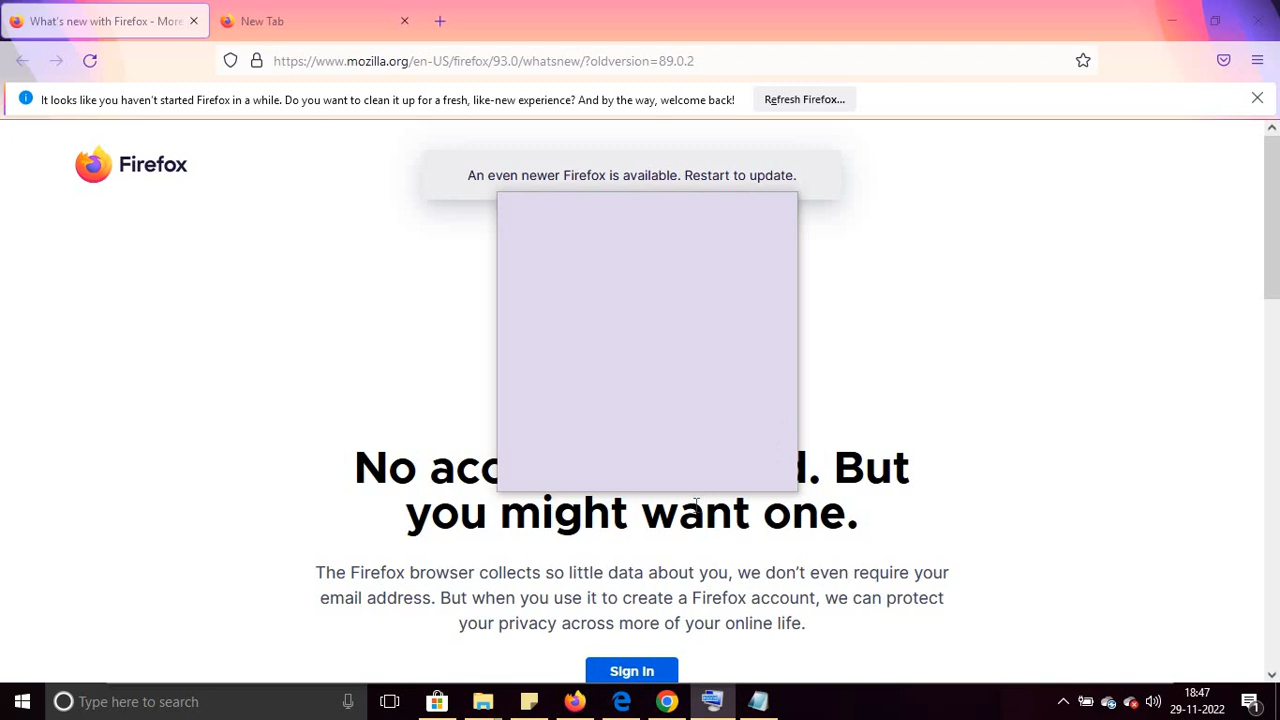 What's new with Firefox - More
New Tab
https://www.mozilla.org/en-US/firefox/93.0/whatsnew/?oldversion=89.0.2
It looks like you haven't started Firefox in a while. Do you want to clean it up for a fresh, like-new experience? And by the way, welcome back!
Refresh Firefox...
Firefox
An even newer Firefox is available. Restart to update.
No acc d. But
you might want one.
The Firefox browser collects so little data about you, we don't even require your
email address. But when you use it to create a Firefox account, we can protect
your privacy across more of your online life.
Sign In
Type here to search
18:47
29-11-2022
1